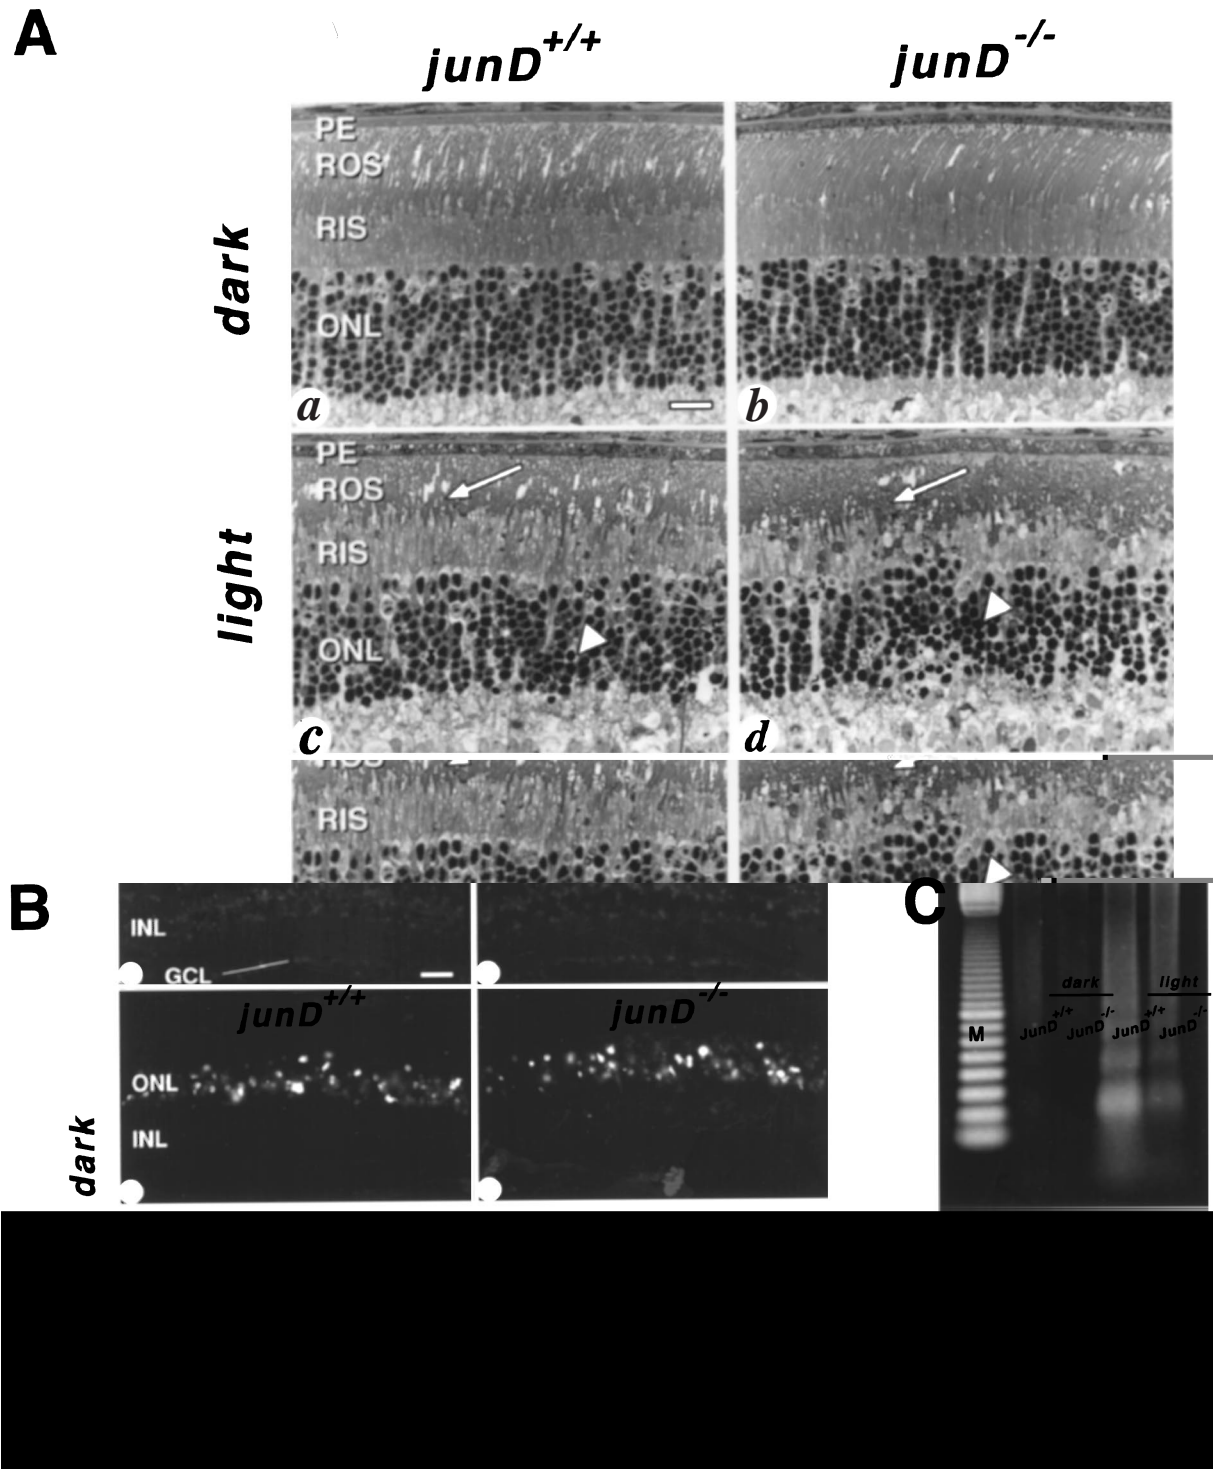 A
junD+/+ junD-/-
dark
PE
ROS
RIS
ONL
a
b
light
PE
ROS
RIS
ONL
c
d
RIS
B
INL
GCL
junD+/+ junD-/-
ONL
INL
dark
C
dark light
M JunD+/+ JunD-/- JunD+/+ JunD-/-